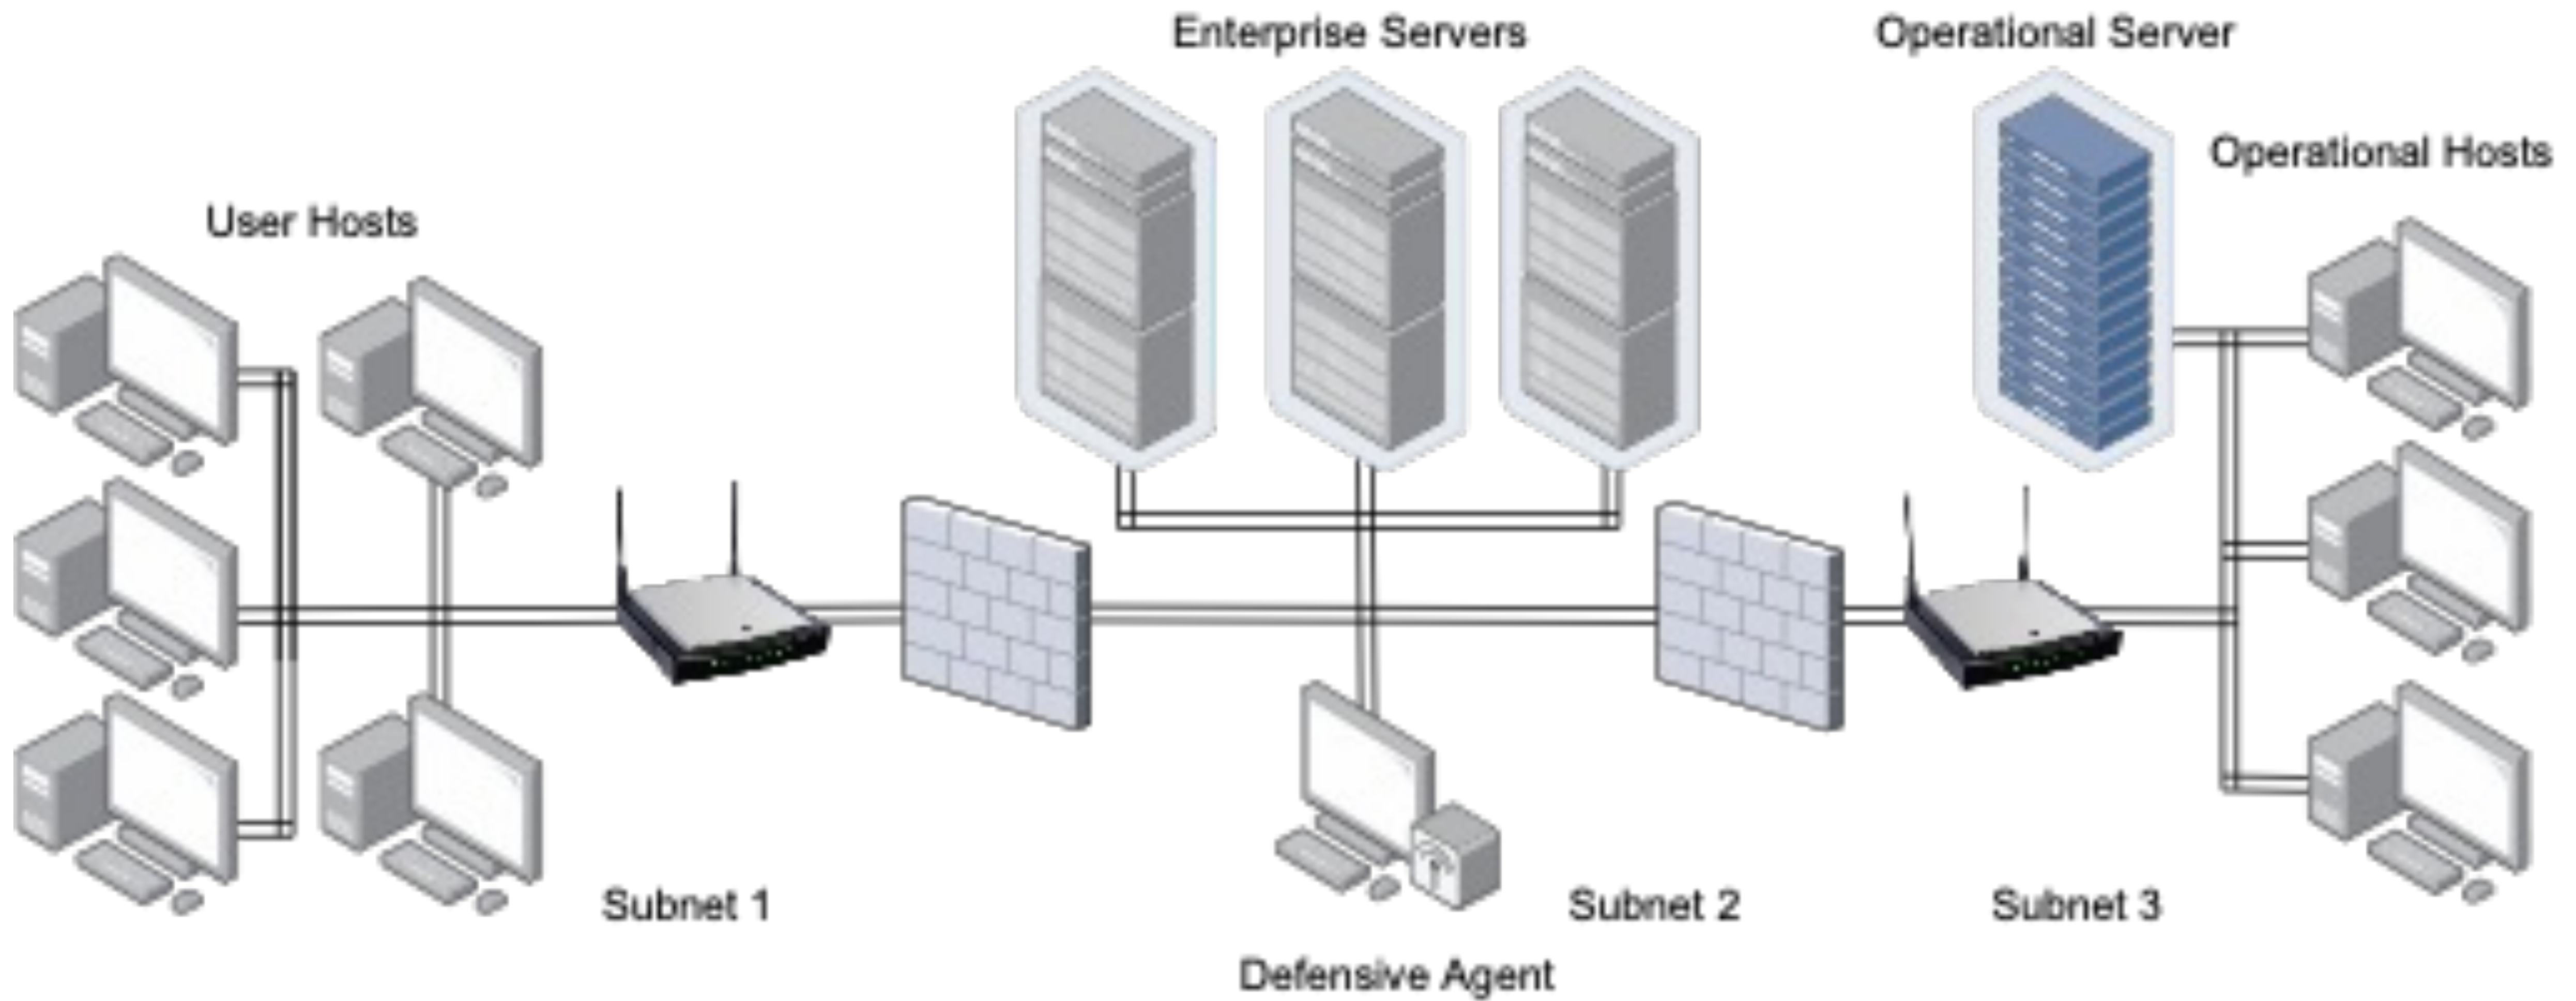 Enterprise Servers
Operational Server
Operational Hosts
User Hosts
Subnet 1
Subnet 2
Subnet 3
Defensive Agent